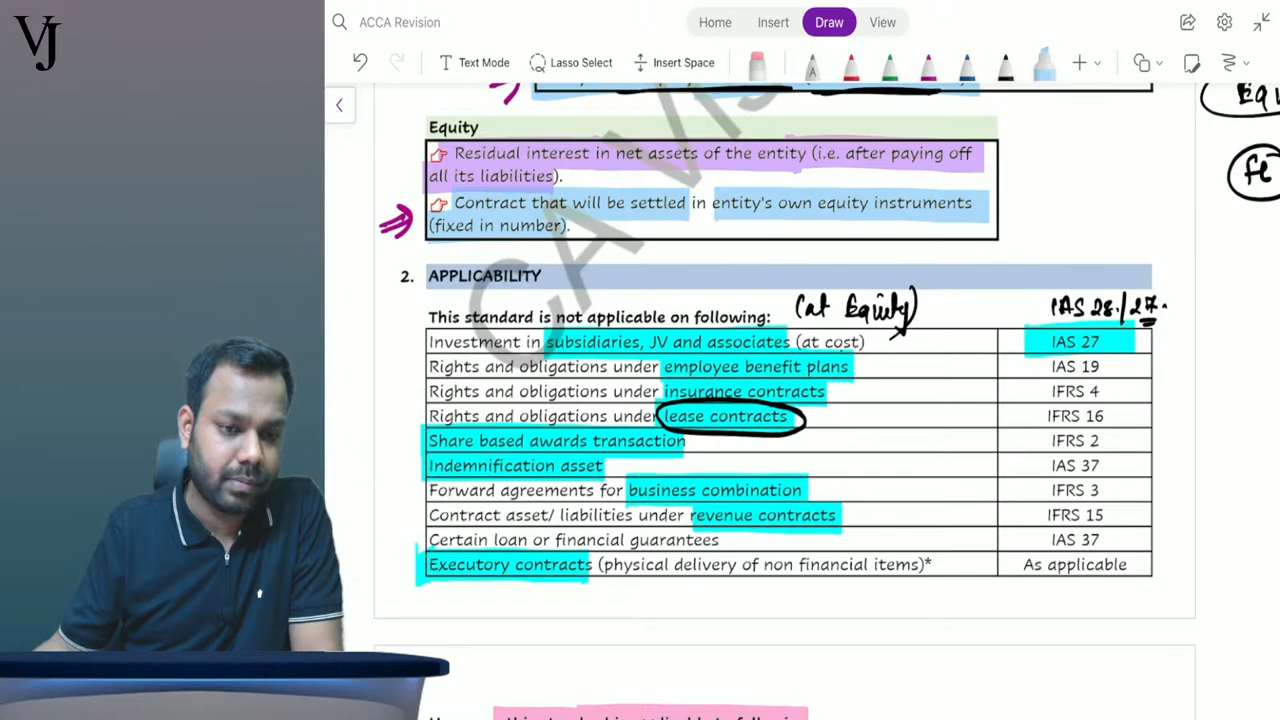 VJ
ACCA Revision
Home Insert Draw View
Text Mode Lasso Select Insert Space
Equity
Residual interest in net assets of the entity (i.e. after paying off
all its liabilities).
Contract that will be settled in entity's own equity instruments
(fixed in number).
2. APPLICABILITY
(at Equity) IAS 28./27.
This standard is not applicable on following:
Investment in subsidiaries, JV and associates (at cost) IAS 27
Rights and obligations under employee benefit plans IAS 19
Rights and obligations under insurance contracts IFRS 4
Rights and obligations under lease contracts IFRS 16
Share based awards transaction IFRS 2
Indemnification asset IAS 37
Forward agreements for business combination IFRS 3
Contract asset/ liabilities under revenue contracts IFRS 15
Certain loan or financial guarantees IAS 37
Executory contracts (physical delivery of non financial items)* As applicable
CA VIS